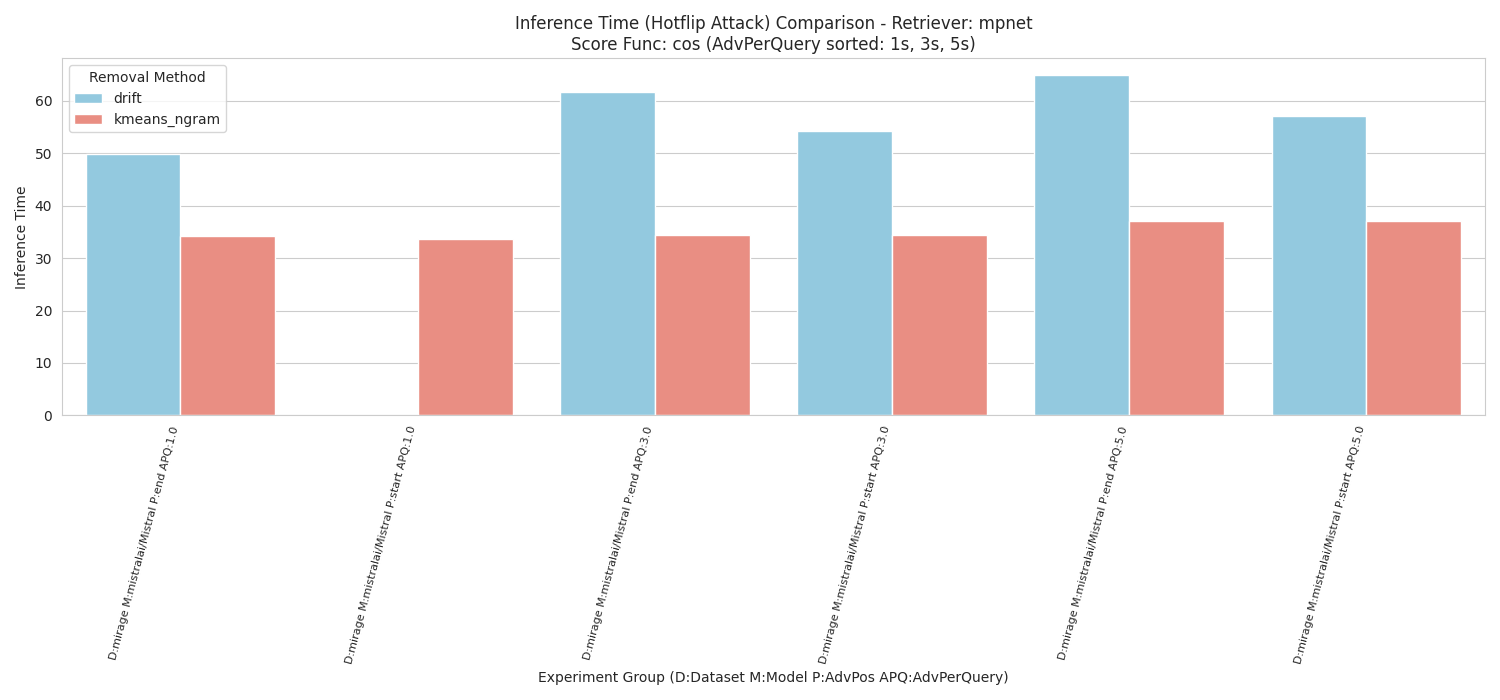 Inference Time (Hotflip Attack) Comparison - Retriever: mpnet
Score Func: cos (AdvPerQuery sorted: 1s, 3s, 5s)
Removal Method
drift
kmeans_ngram
Inference Time
60
50
40
30
20
10
0
D:mirage M:mistralai/Mistral P:end APQ:1.0
D:mirage M:mistralai/Mistral P:start APQ:1.0
D:mirage M:mistralai/Mistral P:end APQ:3.0
D:mirage M:mistralai/Mistral P:start APQ:3.0
D:mirage M:mistralai/Mistral P:end APQ:5.0
D:mirage M:mistralai/Mistral P:start APQ:5.0
Experiment Group (D:Dataset M:Model P:AdvPos APQ:AdvPerQuery)